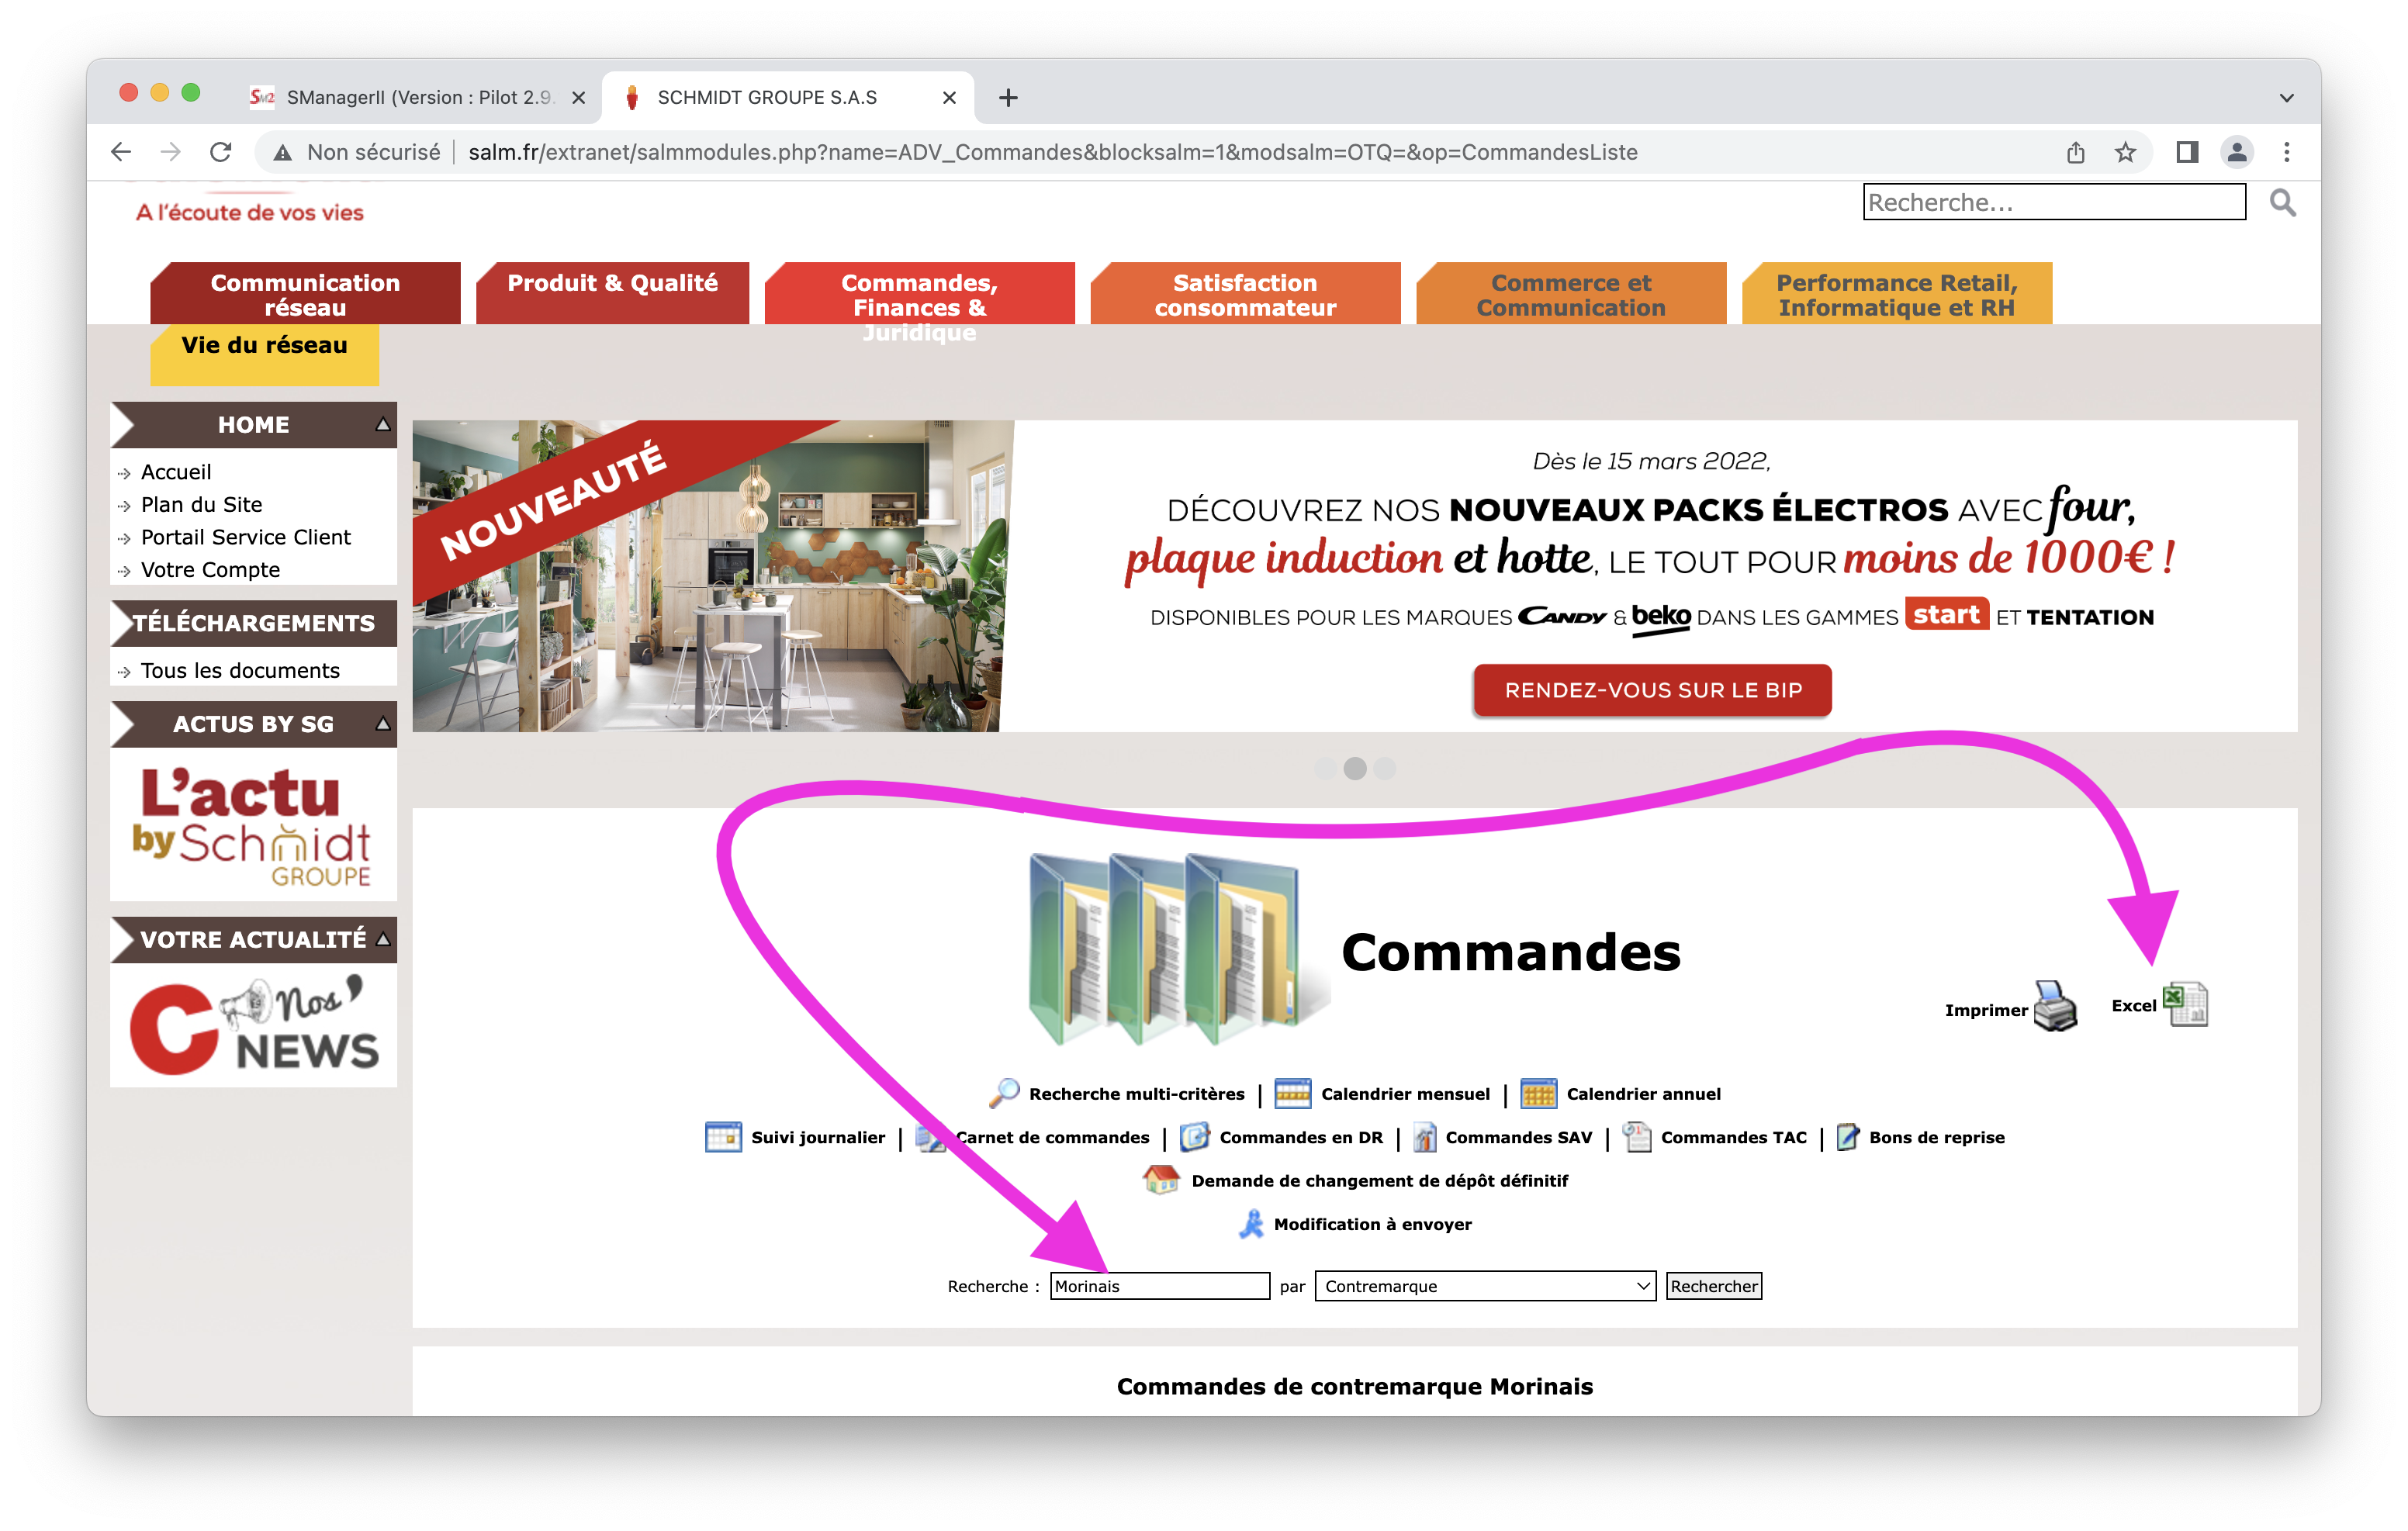 SManagerII (Version : Pilot 2.9.
SCHMIDT GROUPE S.A.S
Non sécurisé
salm.fr/extranet/salmmodules.php?name=ADV_Commandes&blocksalm=1&modsalm=OTQ=&op=CommandesListe
A l'écoute de vos vies
Recherche...
Communication réseau
Produit & Qualité
Commandes, Finances & Juridique
Satisfaction consommateur
Commerce et Communication
Performance Retail, Informatique et RH
Vie du réseau
HOME
Accueil
Plan du Site
Portail Service Client
Votre Compte
TÉLÉCHARGEMENTS
Tous les documents
ACTUS BY SG
L'actu
by Schmidt
GROUPE
VOTRE ACTUALITÉ
C Nos'
NEWS
NOUVEAUTÉ
Dès le 15 mars 2022,
DÉCOUVREZ NOS NOUVEAUX PACKS ÉLECTROS AVEC four,
plaque induction et hotte, LE TOUT POUR moins de 1000€ !
DISPONIBLES POUR LES MARQUES CANDY & beko DANS LES GAMMES start ET TENTATION
RENDEZ-VOUS SUR LE BIP
Commandes
Imprimer
Excel
Recherche multi-critères | Calendrier mensuel | Calendrier annuel
Suivi journalier | Carnet de commandes | Commandes en DR | Commandes SAV | Commandes TAC | Bons de reprise
Demande de changement de dépôt définitif
Modification à envoyer
Recherche : Morinais par Contremarque Rechercher
Commandes de contremarque Morinais